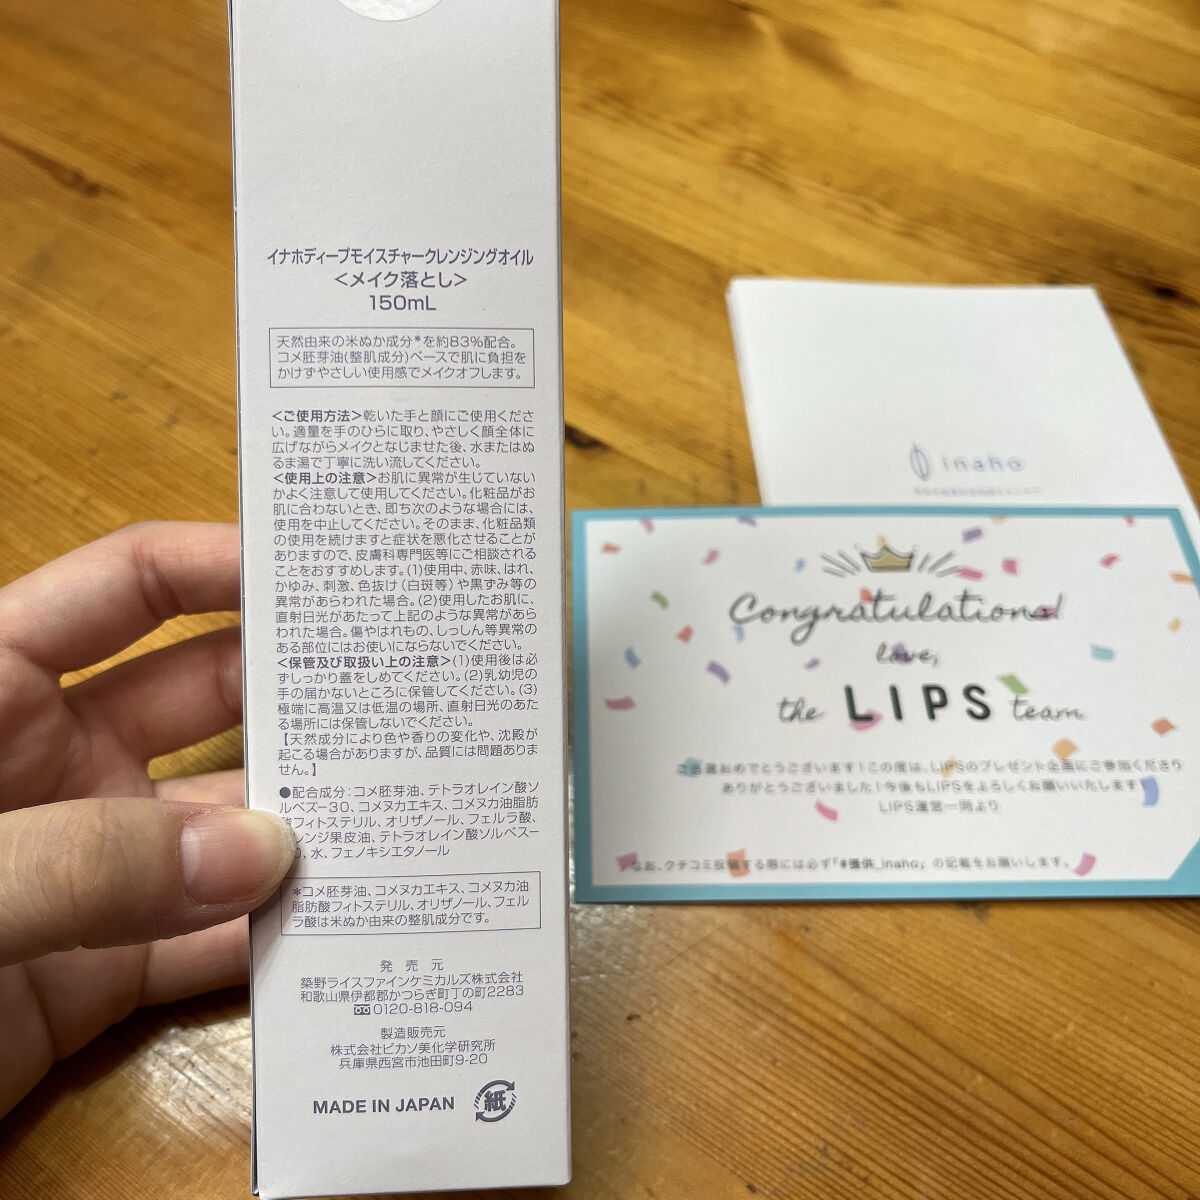 イナホディープモイスチャークレンジングオイル
＜メイク落とし＞
150mL
天然由来の米ぬか成分*を約83%配合。
コメ胚芽油(整肌成分)ベースで肌に負担を
かけずやさしい使用感でメイクオフします。
＜ご使用方法＞乾いた手と顔にご使用くださ
い。適量を手のひらに取り、やさしく顔全体に
広げながらメイクとなじませた後、水またはぬ
るま湯で丁寧に洗い流してください。
＜使用上の注意＞お肌に異常が生じていない
かよく注意して使用してください。化粧品がお
肌に合わないとき、即ち次のような場合には、
使用を中止してください。そのまま、化粧品類
の使用を続けますと症状を悪化させることが
ありますので、皮膚科専門医等にご相談される
ことをおすすめします。(1)使用中、赤味、はれ、
かゆみ、刺激、色抜け(白斑等)や黒ずみ等の
異常があらわれた場合。(2)使用したお肌に、
直射日光があたって上記のような異常があら
われた場合。傷やはれもの、しっしん等異常の
ある部位にはお使いにならないでください。
＜保管及び取扱い上の注意＞(1)使用後は必
ずしっかり蓋をしめてください。(2)乳幼児の
手の届かないところに保管してください。(3)
極端に高温又は低温の場所、直射日光のあた
る場所には保管しないでください。
【天然成分により色や香りの変化や、沈殿が
起こる場合がありますが、品質には問題ありま
せん。】
●配合成分：コメ胚芽油、テトラオレイン酸ソ
ルベズー30、コメヌカエキス、コメヌカ油脂肪
酸フィトステリル、オリザノール、フェルラ酸、
レンジ果皮油、テトラオレイン酸ソルベスー
0、水、フェノキシエタノール
*コメ胚芽油、コメヌカエキス、コメヌカ油
脂肪酸フィトステリル、オリザノール、フェル
ラ酸は米ぬか由来の整肌成分です。
発売元
築野ライスファインケミカルズ株式会社
和歌山県伊都郡かつらぎ町丁の町2283
0120-818-094
製造販売元
株式会社ピカソ美化学研究所
兵庫県西宮市池田町9-20
MADE IN JAPAN
紙
inaho
Congratulations!
love,
the LIPS team
ご当選おめでとうございます！この度は、LIPSのプレゼント企画にご参加くださり
ありがとうございました！今後もLIPSをよろしくお願いいたします！
LIPS運営一同より
なお、クチコミ投稿する際には必ず「#提供_inaho」の記載をお願いします。